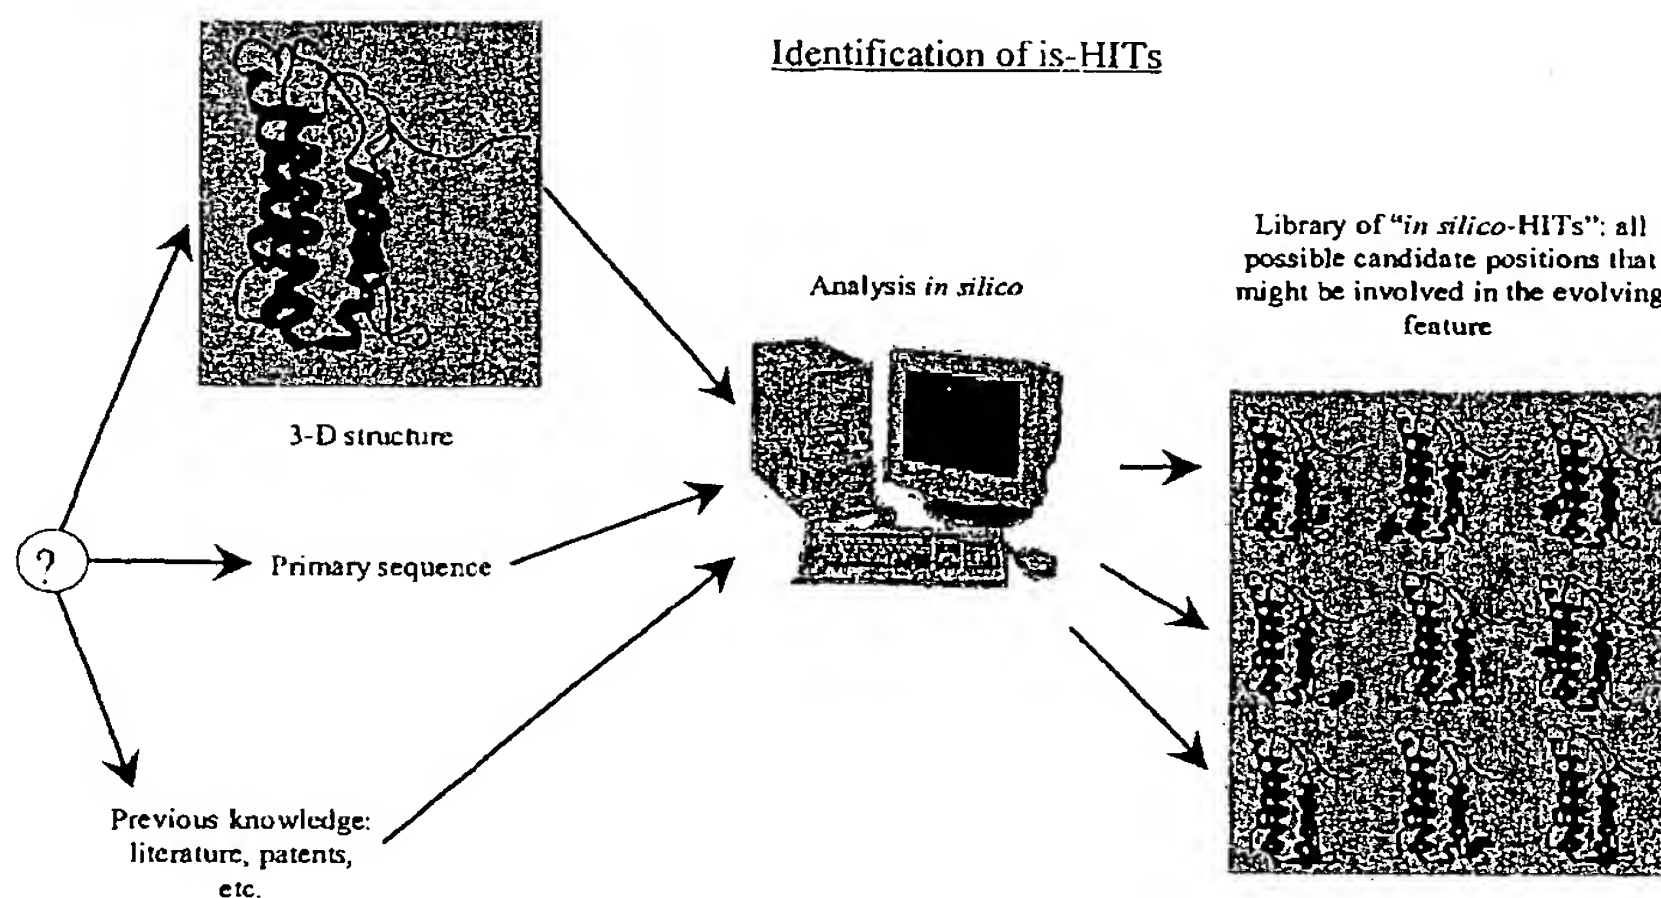 Identification of is-HITs
Library of “in silico-HITs”: all
possible candidate positions that
might be involved in the evolving
feature
Analysis in silico
3-D structure
?
Primary sequence
Previous knowledge:
literature, patents,
etc.